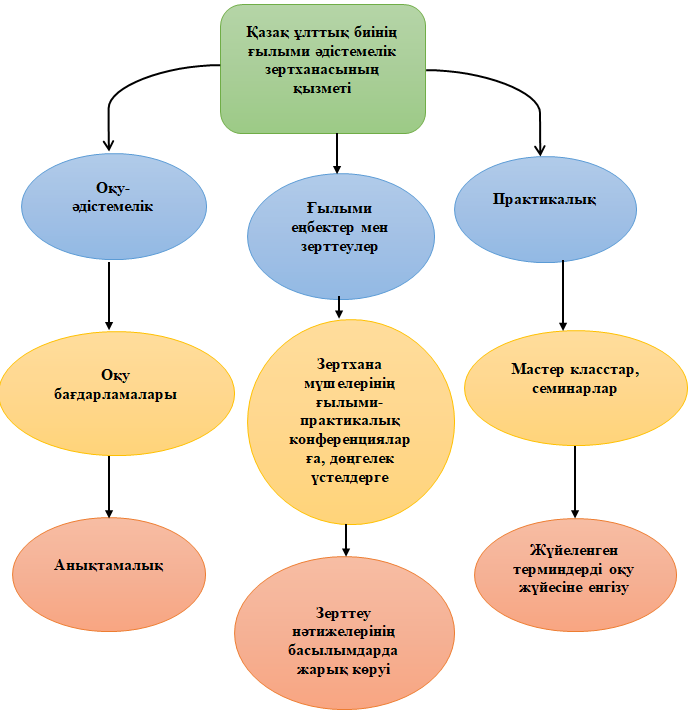 Қазақ ұлттық биінің
ғылыми әдістемелік
зертханасының
қызметі
Оқу-
әдістемелік
Ғылыми
еңбектер мен
зерттеулер
Практикалық
Оқу
бағдарламалары
Зертхана
мүшелерінің
ғылыми-
практикалық
конференциялар
ға, дөңгелек
үстелдерге
Мастер класстар,
семинарлар
Анықтамалық
Зерттеу
нәтижелерінің
басылымдарда
жарық көруі
Жүйеленген
терминдерді оқу
жүйесіне енгізу